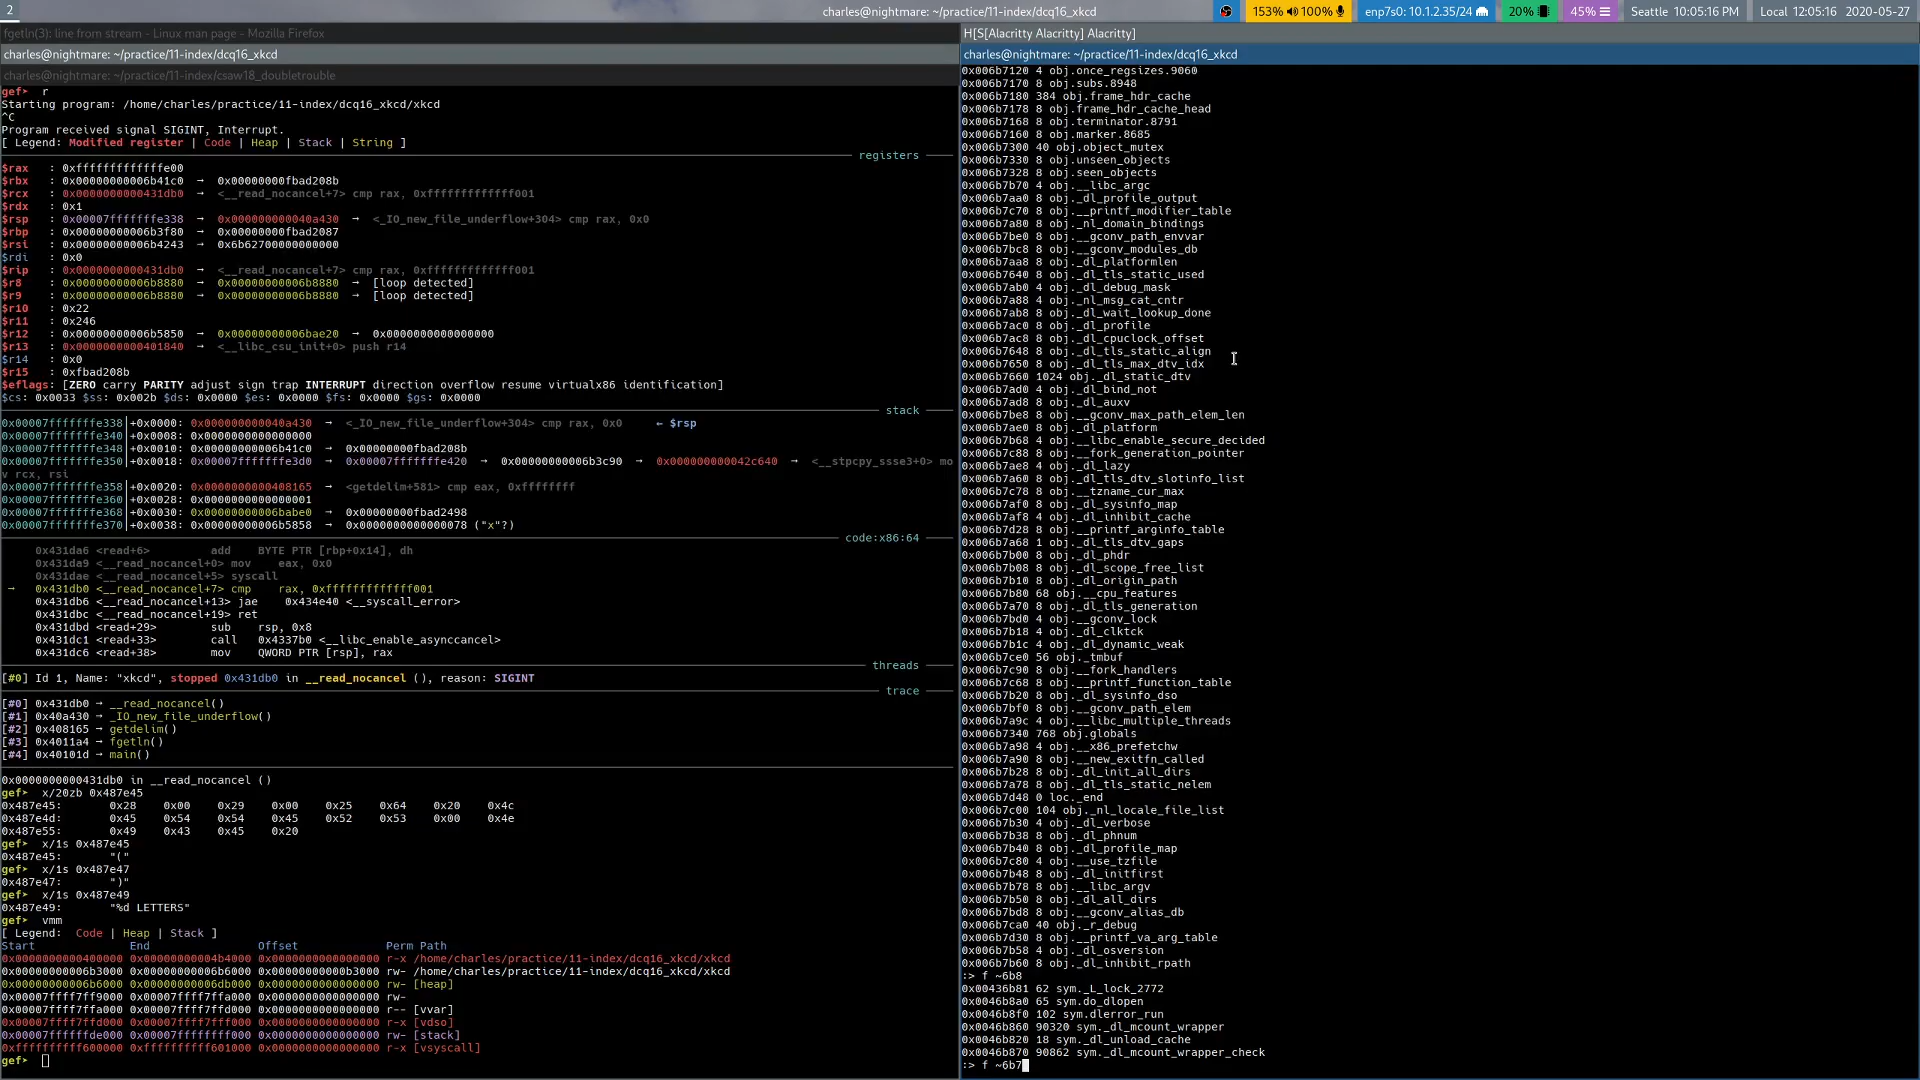 2
charles@nightmare: ~/practice/11-index/dcq16_xkcd
153% 100%
enp7s0: 10.1.2.35/24
20%
45%
Seattle 10:05:16 PM
Local 12:05:16 2020-05-27
fgetln(3): line from stream - Linux man page - Mozilla Firefox
charles@nightmare: ~/practice/11-index/dcq16_xkcd
charles@nightmare: ~/practice/11-index/csaw18_doubletrouble
gef➤  r
Starting program: /home/charles/practice/11-index/dcq16_xkcd/xkcd
^C
Program received signal SIGINT, Interrupt.
[ Legend: Modified register | Code | Heap | Stack | String ]
registers
$rax   : 0xfffffffffffffe00
$rbx   : 0x00000000006b41c0  →  0x00000000fbad208b
$rcx   : 0x0000000000431db0  →  <__read_nocancel+7> cmp rax, 0xfffffffffffff001
$rdx   : 0x1
$rsp   : 0x00007fffffffe338  →  0x000000000040a430  →  <_IO_new_file_underflow+304> cmp rax, 0x0
$rbp   : 0x00000000006b3f80  →  0x00000000fbad2087
$rsi   : 0x00000000006b4243  →  0x6b62700000000000
$rdi   : 0x0
$rip   : 0x0000000000431db0  →  <__read_nocancel+7> cmp rax, 0xfffffffffffff001
$r8    : 0x00000000006b8880  →  0x00000000006b8880  →  [loop detected]
$r9    : 0x00000000006b8880  →  0x00000000006b8880  →  [loop detected]
$r10   : 0x22
$r11   : 0x246
$r12   : 0x00000000006b5850  →  0x00000000006bae20  →  0x0000000000000000
$r13   : 0x0000000000401840  →  <__libc_csu_init+0> push r14
$r14   : 0x0
$r15   : 0xfbad208b
$eflags: [ZERO carry PARITY adjust sign trap INTERRUPT direction overflow resume virtualx86 identification]
$cs: 0x0033 $ss: 0x002b $ds: 0x0000 $es: 0x0000 $fs: 0x0000 $gs: 0x0000
stack
0x00007fffffffe338│+0x0000: 0x000000000040a430  →  <_IO_new_file_underflow+304> cmp rax, 0x0     ← $rsp
0x00007fffffffe340│+0x0008: 0x0000000000000000
0x00007fffffffe348│+0x0010: 0x00000000006b41c0  →  0x00000000fbad208b
0x00007fffffffe350│+0x0018: 0x00007fffffffe3d0  →  0x00007fffffffe420  →  0x00000000006b3c90  →  0x000000000042c640  →  <__stpcpy_ssse3+0> mo
v rcx, rsi
0x00007fffffffe358│+0x0020: 0x0000000000408165  →  <getdelim+581> cmp eax, 0xffffffff
0x00007fffffffe360│+0x0028: 0x0000000000000001
0x00007fffffffe368│+0x0030: 0x00000000006babe0  →  0x00000000fbad2498
0x00007fffffffe370│+0x0038: 0x00000000006b5858  →  0x0000000000000078 ("x"?)
code:x86:64
0x431da6 <read+6>         add    BYTE PTR [rbp+0x14], dh
0x431da9 <__read_nocancel+0> mov    eax, 0x0
0x431dae <__read_nocancel+5> syscall
→   0x431db0 <__read_nocancel+7> cmp    rax, 0xfffffffffffff001
0x431db6 <__read_nocancel+13> jae    0x434e40 <__syscall_error>
0x431dbc <__read_nocancel+19> ret
0x431dbd <read+29>        sub    rsp, 0x8
0x431dc1 <read+33>        call   0x4337b0 <__libc_enable_asynccancel>
0x431dc6 <read+38>        mov    QWORD PTR [rsp], rax
threads
[#0] Id 1, Name: "xkcd", stopped 0x431db0 in __read_nocancel (), reason: SIGINT
trace
[#0] 0x431db0 → __read_nocancel()
[#1] 0x40a430 → _IO_new_file_underflow()
[#2] 0x408165 → getdelim()
[#3] 0x4011a4 → fgetln()
[#4] 0x40101d → main()
0x0000000000431db0 in __read_nocancel ()
gef➤  x/20zb 0x487e45
0x487e45:       0x28    0x00    0x29    0x00    0x25    0x64    0x20    0x4c
0x487e4d:       0x45    0x54    0x54    0x45    0x52    0x53    0x00    0x4e
0x487e55:       0x49    0x43    0x45    0x20
gef➤  x/1s 0x487e45
0x487e45:       "("
gef➤  x/1s 0x487e47
0x487e47:       ")"
gef➤  x/1s 0x487e49
0x487e49:       "%d LETTERS"
gef➤  vmm
[ Legend:  Code | Heap | Stack ]
Start              End                Offset             Perm Path
0x0000000000400000 0x00000000004b4000 0x0000000000000000 r-x /home/charles/practice/11-index/dcq16_xkcd/xkcd
0x00000000006b3000 0x00000000006b6000 0x00000000000b3000 rw- /home/charles/practice/11-index/dcq16_xkcd/xkcd
0x00000000006b6000 0x00000000006db000 0x0000000000000000 rw- [heap]
0x00007ffff7ff9000 0x00007ffff7ffa000 0x0000000000000000 rw-
0x00007ffff7ffa000 0x00007ffff7ffd000 0x0000000000000000 r-- [vvar]
0x00007ffff7ffd000 0x00007ffff7fff000 0x0000000000000000 r-x [vdso]
0x00007ffffffde000 0x00007ffffffff000 0x0000000000000000 rw- [stack]
0xffffffffff600000 0xffffffffff601000 0x0000000000000000 r-x [vsyscall]
gef➤
H[S[Alacritty Alacritty] Alacritty]
charles@nightmare: ~/practice/11-index/dcq16_xkcd
0x006b7120 4 obj.once_regsizes.9060
0x006b7170 8 obj.subs.8948
0x006b7180 384 obj.frame_hdr_cache
0x006b7178 8 obj.frame_hdr_cache_head
0x006b7168 8 obj.terminator.8791
0x006b7160 8 obj.marker.8685
0x006b7300 40 obj.object_mutex
0x006b7330 8 obj.unseen_objects
0x006b7328 8 obj.seen_objects
0x006b7b70 4 obj.__libc_argc
0x006b7aa0 8 obj._dl_profile_output
0x006b7c70 8 obj.__printf_modifier_table
0x006b7a80 8 obj._nl_domain_bindings
0x006b7be0 8 obj.__gconv_path_envvar
0x006b7bc8 8 obj.__gconv_modules_db
0x006b7aa8 8 obj._dl_platformlen
0x006b7640 8 obj._dl_tls_static_used
0x006b7ab0 4 obj._dl_debug_mask
0x006b7a88 4 obj._nl_msg_cat_cntr
0x006b7ab8 8 obj._dl_wait_lookup_done
0x006b7ac0 8 obj._dl_profile
0x006b7ac8 8 obj._dl_cpuclock_offset
0x006b7648 8 obj._dl_tls_static_align
0x006b7650 8 obj._dl_tls_max_dtv_idx
0x006b7660 1024 obj._dl_static_dtv
0x006b7ad0 4 obj._dl_bind_not
0x006b7ad8 8 obj._dl_auxv
0x006b7be8 8 obj.__gconv_max_path_elem_len
0x006b7ae0 8 obj._dl_platform
0x006b7b68 4 obj.__libc_enable_secure_decided
0x006b7c88 8 obj.__fork_generation_pointer
0x006b7ae8 4 obj._dl_lazy
0x006b7a60 8 obj._dl_tls_dtv_slotinfo_list
0x006b7c78 8 obj.__tzname_cur_max
0x006b7af0 8 obj._dl_sysinfo_map
0x006b7af8 4 obj._dl_inhibit_cache
0x006b7d28 8 obj.__printf_arginfo_table
0x006b7a68 1 obj._dl_tls_dtv_gaps
0x006b7b00 8 obj._dl_phdr
0x006b7b08 8 obj._dl_scope_free_list
0x006b7b10 8 obj._dl_origin_path
0x006b7b80 68 obj.__cpu_features
0x006b7a70 8 obj._dl_tls_generation
0x006b7bd0 4 obj.__gconv_lock
0x006b7b18 4 obj._dl_clktck
0x006b7b1c 4 obj._dl_dynamic_weak
0x006b7ce0 56 obj._tmbuf
0x006b7c90 8 obj.__fork_handlers
0x006b7c68 8 obj.__printf_function_table
0x006b7b20 8 obj._dl_sysinfo_dso
0x006b7bf0 8 obj.__gconv_path_elem
0x006b7a9c 4 obj.__libc_multiple_threads
0x006b7340 768 obj.globals
0x006b7a98 4 obj.__x86_prefetchw
0x006b7a90 8 obj.__new_exitfn_called
0x006b7b28 8 obj._dl_init_all_dirs
0x006b7a78 8 obj._dl_tls_static_nelem
0x006b7d48 0 loc._end
0x006b7c00 104 obj._nl_locale_file_list
0x006b7b30 4 obj._dl_verbose
0x006b7b38 8 obj._dl_phnum
0x006b7b40 8 obj._dl_profile_map
0x006b7c80 4 obj.__use_tzfile
0x006b7b48 8 obj._dl_initfirst
0x006b7b78 8 obj.__libc_argv
0x006b7b50 8 obj._dl_all_dirs
0x006b7bd8 8 obj.__gconv_alias_db
0x006b7ca0 40 obj._r_debug
0x006b7d30 8 obj.__printf_va_arg_table
0x006b7b58 4 obj._dl_osversion
0x006b7b60 8 obj._dl_inhibit_rpath
:> f ~6b8
0x00436b81 62 sym._L_lock_2772
0x0046b8a0 65 sym.do_dlopen
0x0046b8f0 102 sym.dlerror_run
0x0046b860 90320 sym._dl_mcount_wrapper
0x0046b820 18 sym._dl_unload_cache
0x0046b870 90862 sym._dl_mcount_wrapper_check
:> f ~6b7